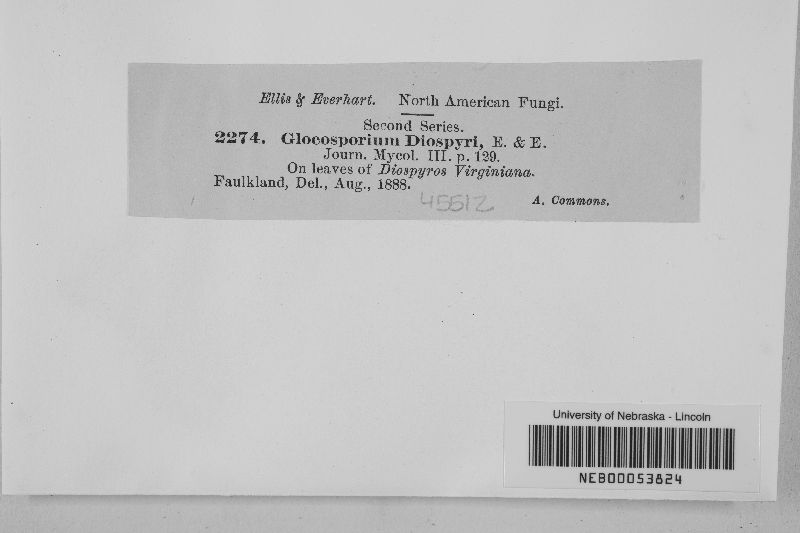 Ellis & Everhart. North American Fungi.
Second Series.
2274. Glocosporium Diospyri, E. & E.
Journ. Mycol. III. p. 129.
On leaves of Diospyros Virginiana.
Faulkland, Del., Aug., 1888.
45512
A. Commons.
University of Nebraska - Lincoln
NEB00053824